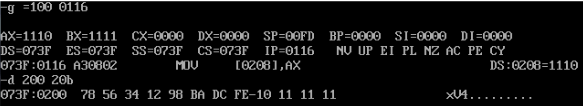 -g =100 0116
AX=1110 BX=1111 CX=0000 DX=0000 SP=00FD BP=0000 SI=0000 DI=0000
DS=073F ES=073F SS=073F CS=073F IP=0116 NV UP EI PL NZ AC PE CY
073F:0116 A30802 MOV [0208],AX DS:0208=1110
-d 200 20b
073F:0200 78 56 34 12 98 BA DC FE-10 11 11 11 xV4.........